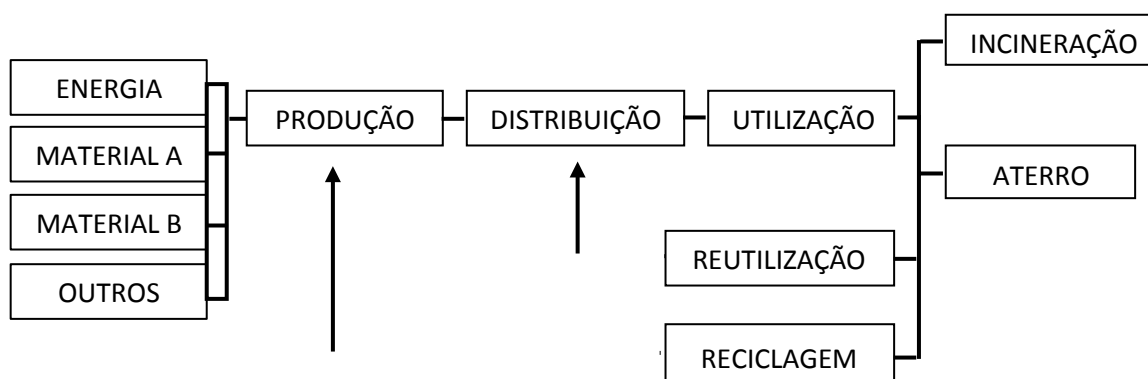 ENERGIA
MATERIAL A
MATERIAL B
OUTROS
PRODUÇÃO
DISTRIBUIÇÃO
UTILIZAÇÃO
INCINERAÇÃO
ATERRO
REUTILIZAÇÃO
RECICLAGEM